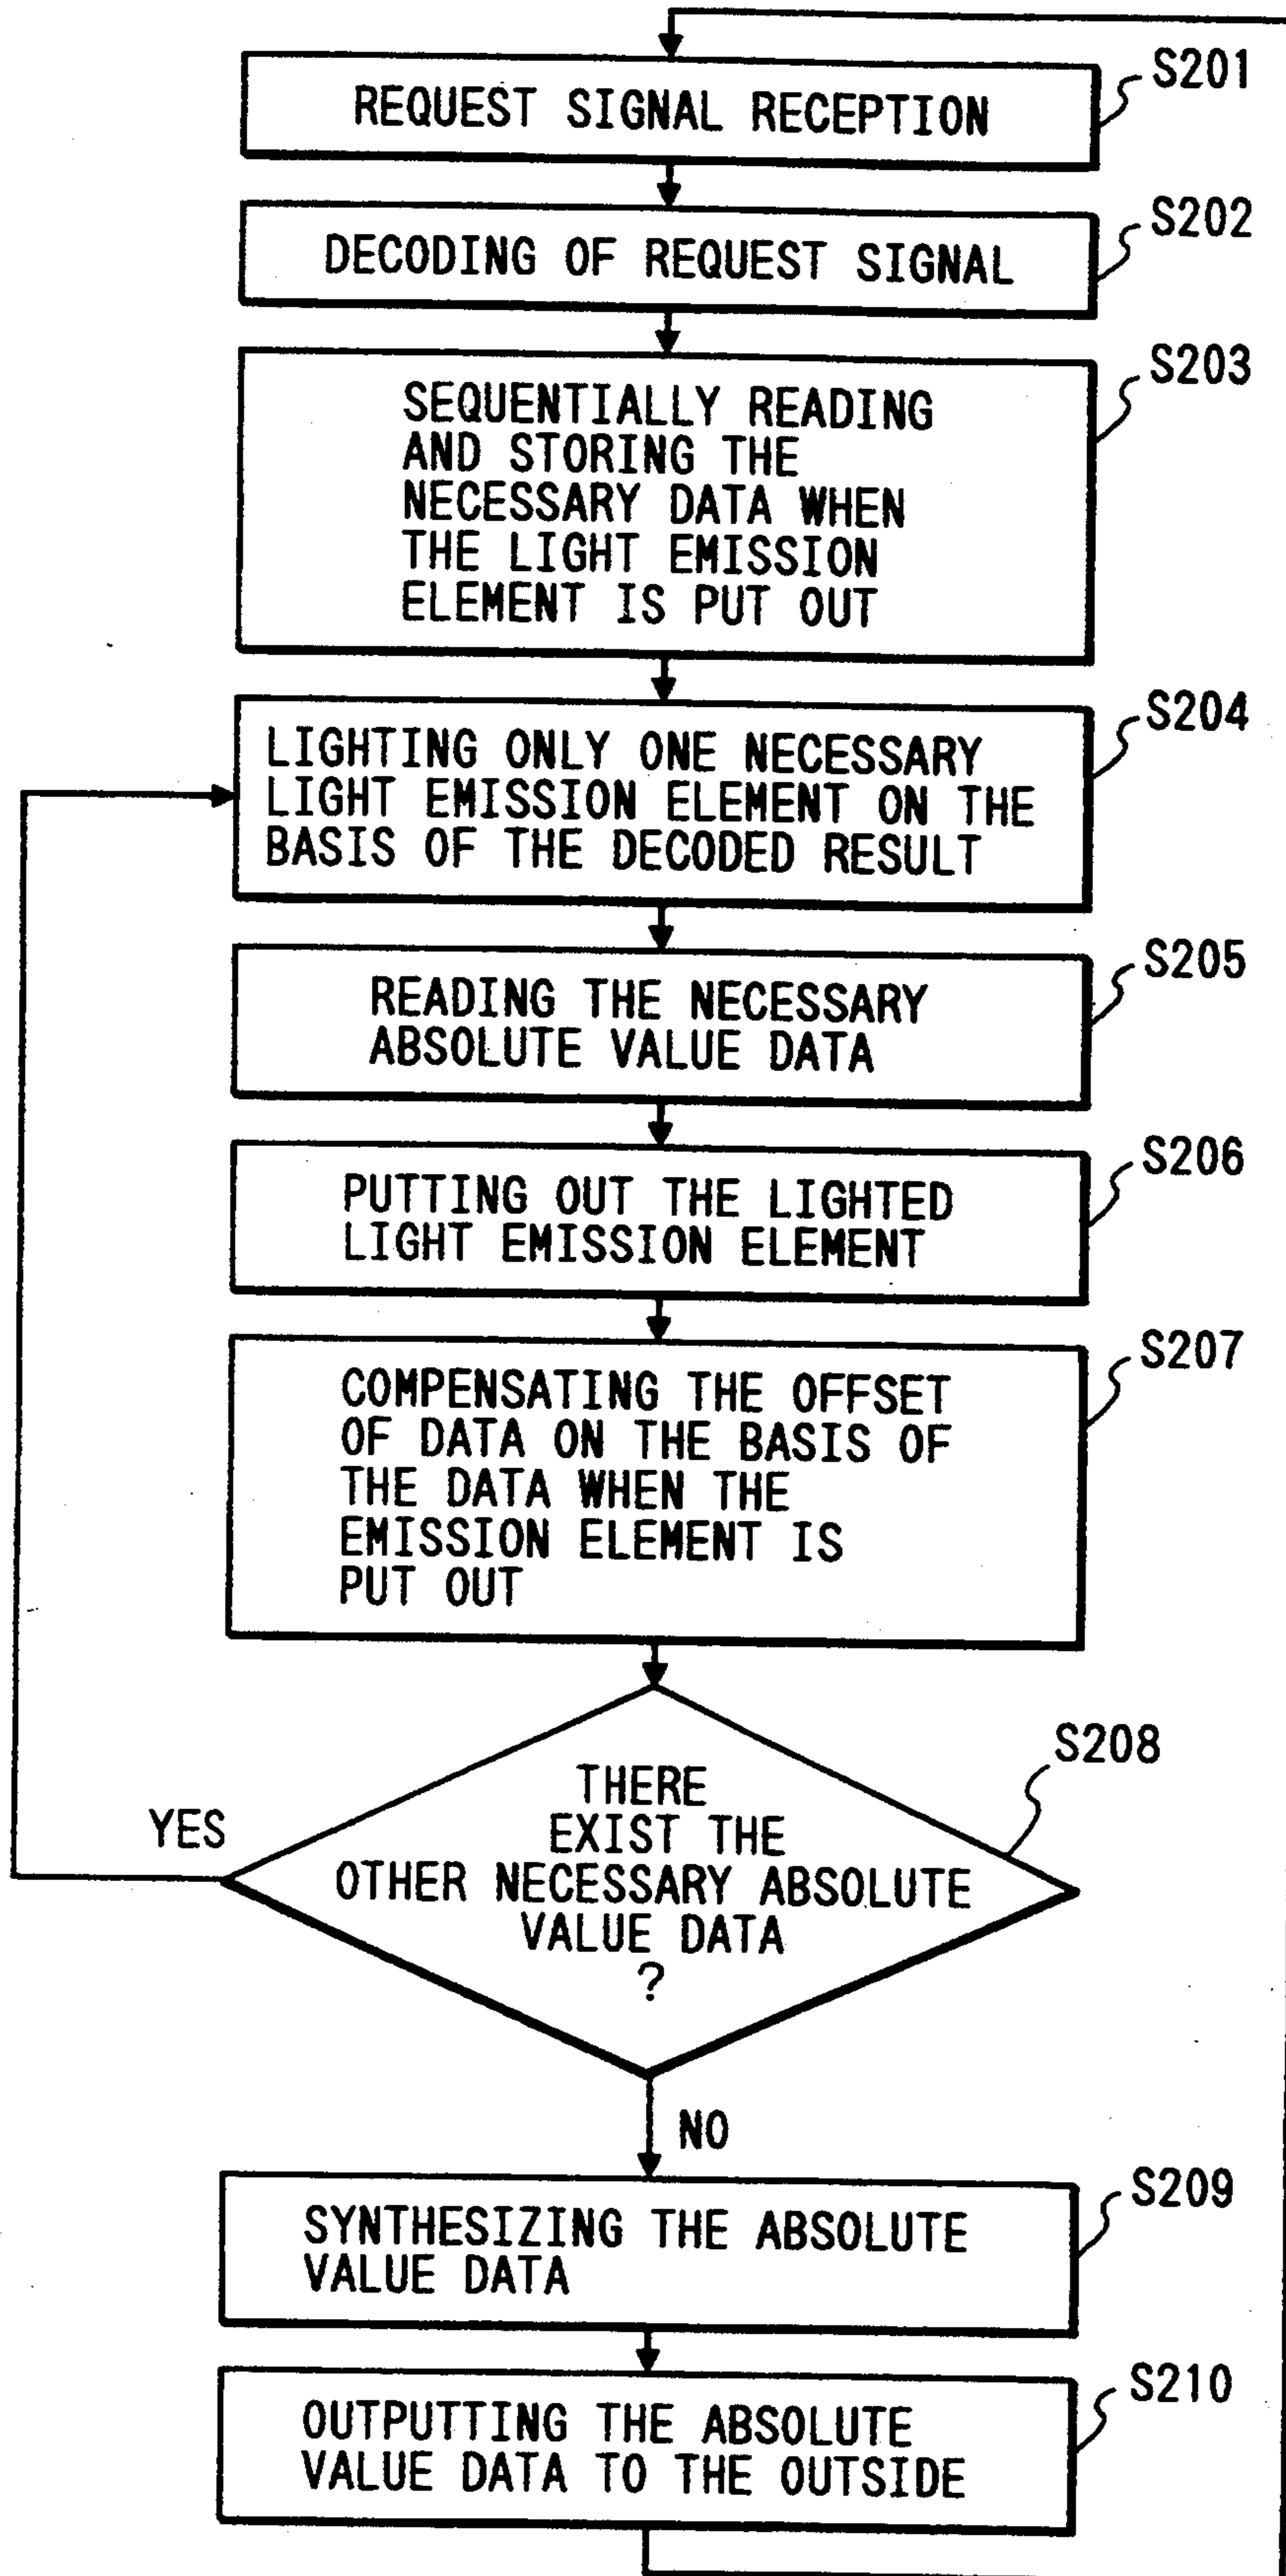 S201
REQUEST SIGNAL RECEPTION
S202
DECODING OF REQUEST SIGNAL
S203
SEQUENTIALLY READING
AND STORING THE
NECESSARY DATA WHEN
THE LIGHT EMISSION
ELEMENT IS PUT OUT
S204
LIGHTING ONLY ONE NECESSARY
LIGHT EMISSION ELEMENT ON THE
BASIS OF THE DECODED RESULT
S205
READING THE NECESSARY
ABSOLUTE VALUE DATA
S206
PUTTING OUT THE LIGHTED
LIGHT EMISSION ELEMENT
S207
COMPENSATING THE OFFSET
OF DATA ON THE BASIS OF
THE DATA WHEN THE
EMISSION ELEMENT IS
PUT OUT
S208
THERE
EXIST THE
OTHER NECESSARY ABSOLUTE
VALUE DATA
?
YES
NO
S209
SYNTHESIZING THE ABSOLUTE
VALUE DATA
S210
OUTPUTTING THE ABSOLUTE
VALUE DATA TO THE OUTSIDE